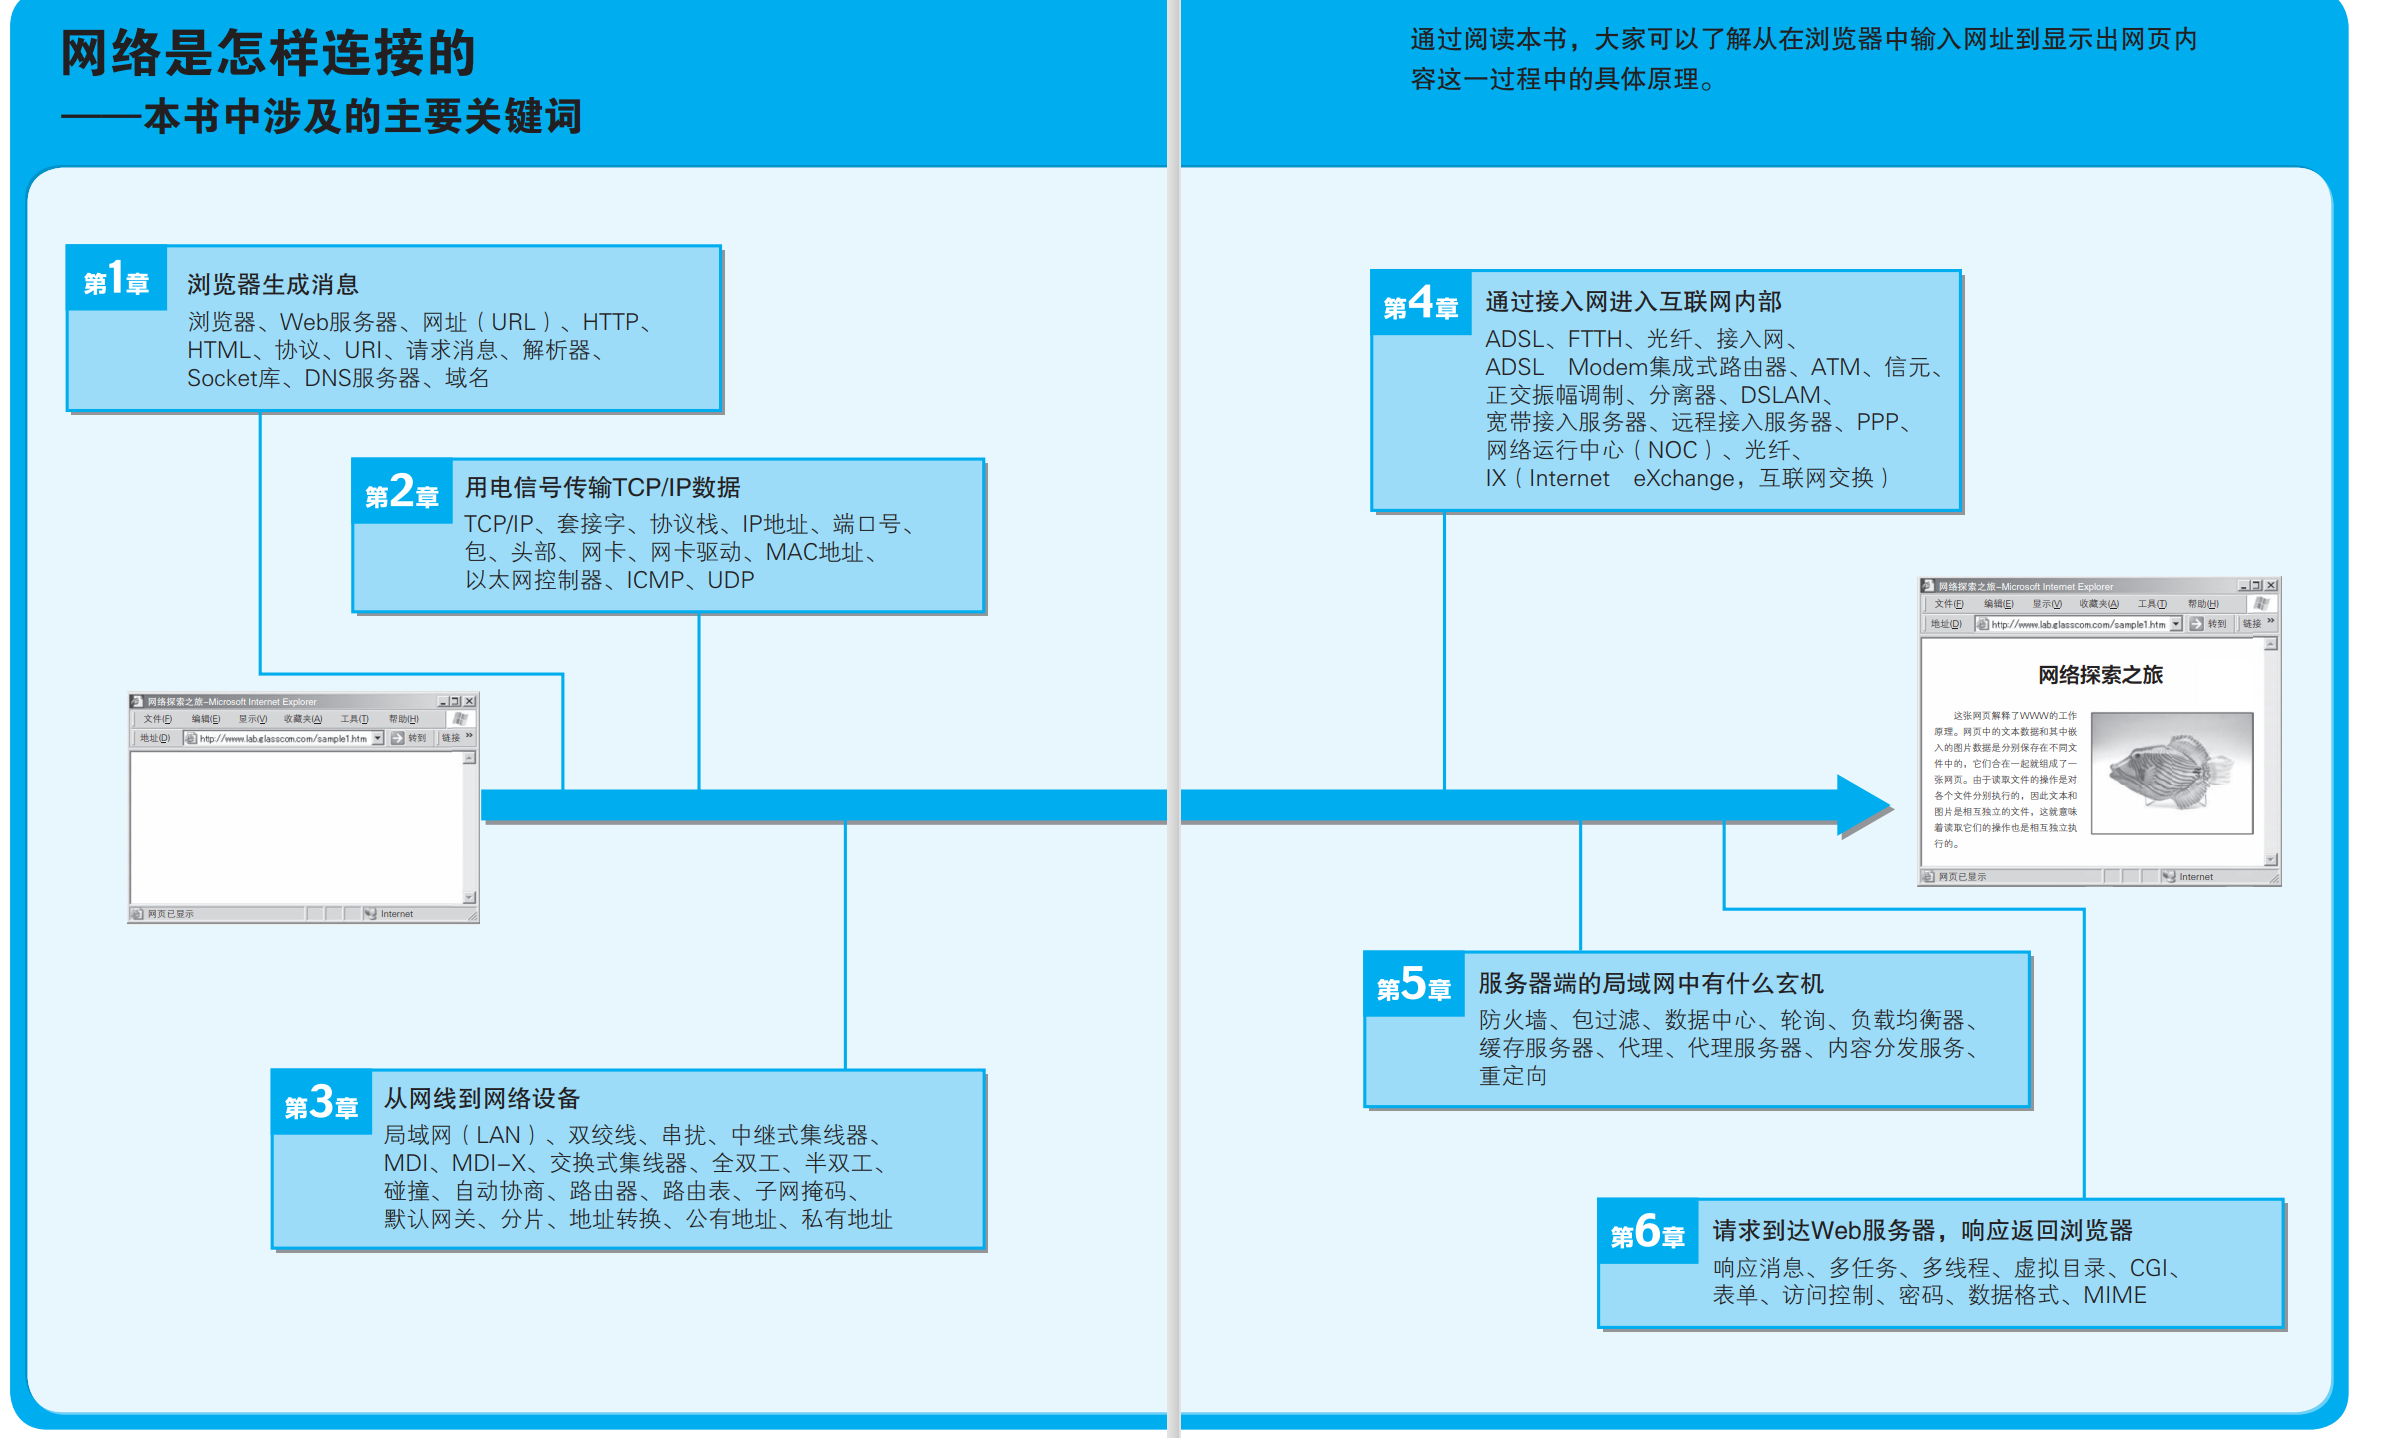 网络是怎样连接的
——本书中涉及的主要关键词
通过阅读本书，大家可以了解从在浏览器中输入网址到显示出网页内
容这一过程中的具体原理。
第1章
浏览器生成消息
浏览器、Web服务器、网址（URL）、HTTP、
HTML、协议、URI、请求消息、解析器、
Socket库、DNS服务器、域名
第2章
用电信号传输TCP/IP数据
TCP/IP、套接字、协议栈、IP地址、端口号、
包、头部、网卡、网卡驱动、MAC地址、
以太网控制器、ICMP、UDP
网络探索之旅–Microsoft Internet Explorer
文件(F) 编辑(E) 显示(V) 收藏夹(A) 工具(T) 帮助(H)
地址(D) http://www.lab.glasscom.com/sample1.htm 转到 链接 »
网页已显示 Internet
第3章
从网线到网络设备
局域网（LAN）、双绞线、串扰、中继式集线器、
MDI、MDI–X、交换式集线器、全双工、半双工、
碰撞、自动协商、路由器、路由表、子网掩码、
默认网关、分片、地址转换、公有地址、私有地址
第4章
通过接入网进入互联网内部
ADSL、FTTH、光纤、接入网、
ADSL Modem集成式路由器、ATM、信元、
正交振幅调制、分离器、DSLAM、
宽带接入服务器、远程接入服务器、PPP、
网络运行中心（NOC）、光纤、
IX（Internet eXchange，互联网交换）
网络探索之旅–Microsoft Internet Explorer
文件(F) 编辑(E) 显示(V) 收藏夹(A) 工具(T) 帮助(H)
地址(D) http://www.lab.glasscom.com/sample1.htm 转到 链接 »
网络探索之旅
这张网页解释了WWW的工作
原理。网页中的文本数据和其中嵌
入的图片数据是分别保存在不同文
件中的，它们合在一起就组成了一
张网页。由于读取文件的操作是对
各个文件分别执行的，因此文本和
图片是相互独立的文件，这就意味
着读取它们的操作也是相互独立执
行的。
网页已显示 Internet
第5章
服务器端的局域网中有什么玄机
防火墙、包过滤、数据中心、轮询、负载均衡器、
缓存服务器、代理、代理服务器、内容分发服务、
重定向
第6章
请求到达Web服务器，响应返回浏览器
响应消息、多任务、多线程、虚拟目录、CGI、
表单、访问控制、密码、数据格式、MIME